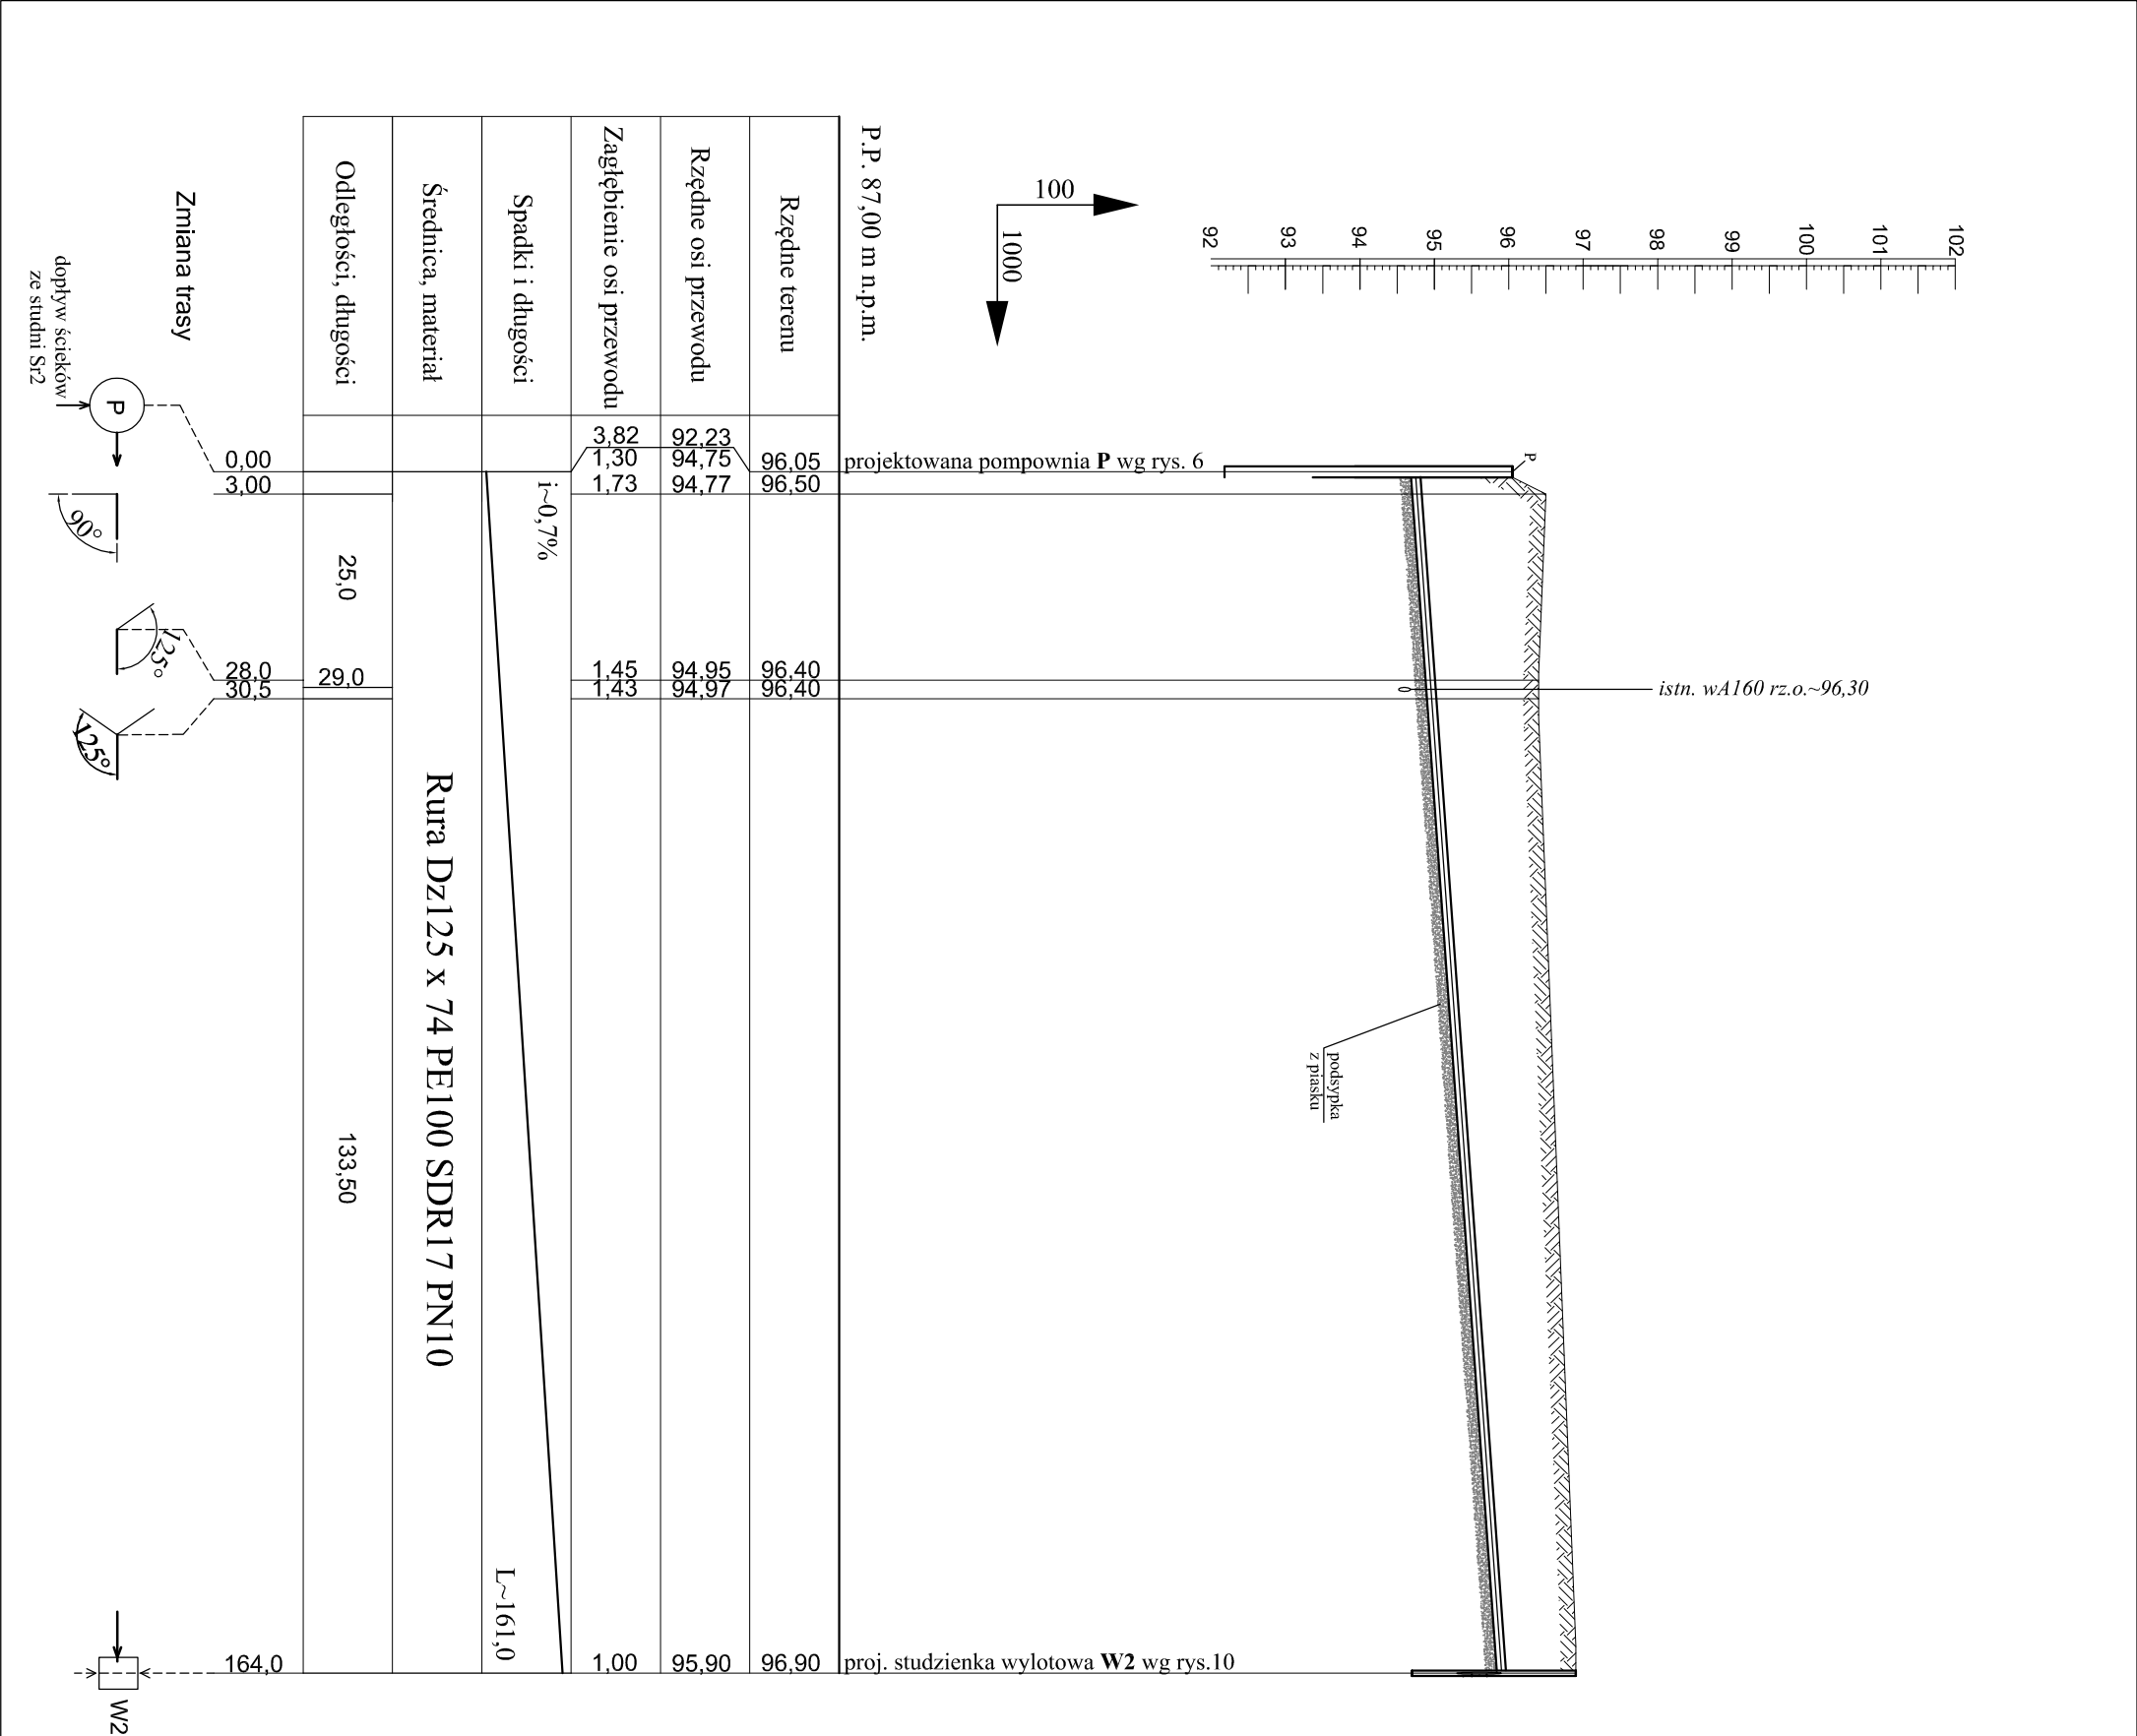 102
101
100
99
98
97
96
95
94
93
92
100
1000
P
istn. wA160 rz.o.~96,30
podsypka
z piasku
P.P. 87,00 m n.p.m.
projektowana pompownia P wg rys. 6
proj. studzienka wylotowa W2 wg rys.10
Rzędne terenu
96,05
96,50
96,40
96,40
96,90
Rzędne osi przewodu
92,23
94,75
94,77
94,95
94,97
95,90
Zagłębienie osi przewodu
3,82
1,30
1,73
1,45
1,43
1,00
Spadki i długości
i~0,7%
L~161,0
Średnica, materiał
Rura Dz125 x 74 PE100 SDR17 PN10
Odległości, długości
25,0
29,0
133,50
0,00
3,00
28,0
30,5
164,0
Zmiana trasy
dopływ ścieków
ze studni Sr2
P
90°
125°
125°
W2